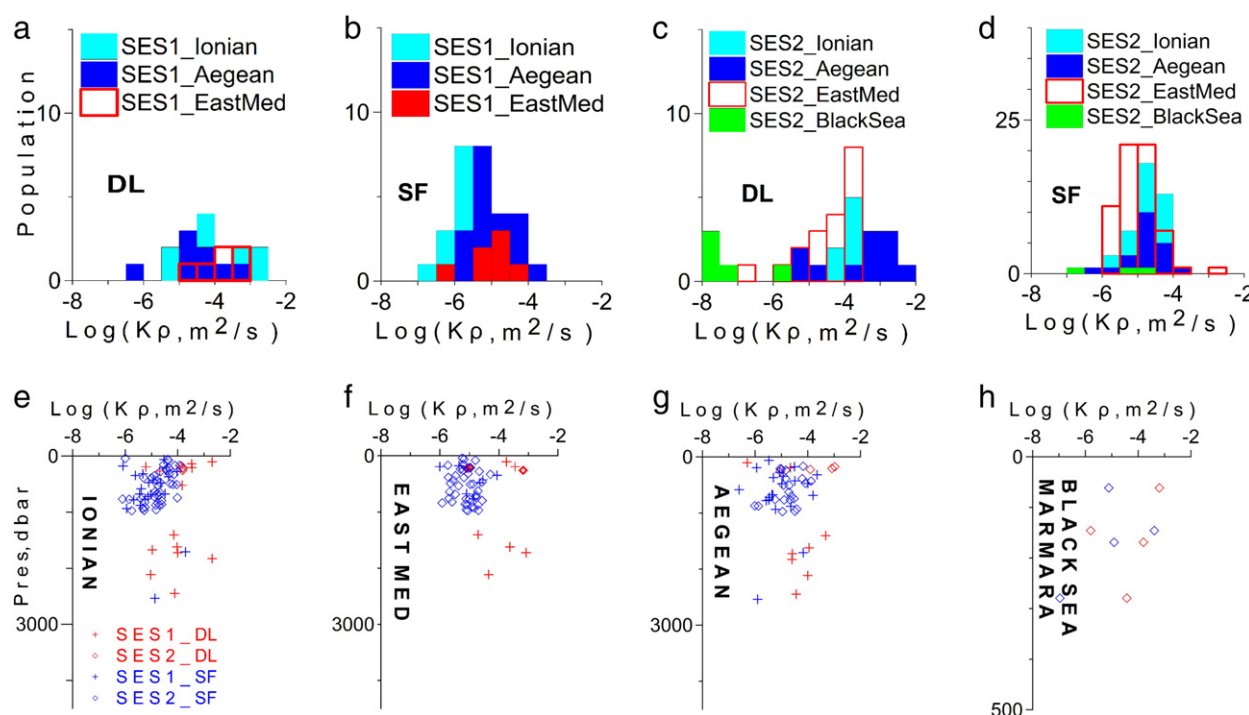 a
SES1_Ionian
SES1_Aegean
SES1_EastMed
10
0
Population
DL
-8 -6 -4 -2
Log(Kρ,m2/s)
b
SES1_Ionian
SES1_Aegean
SES1_EastMed
10
0
SF
-8 -6 -4 -2
Log(Kρ,m2/s)
c
SES2_Ionian
SES2_Aegean
SES2_EastMed
SES2_BlackSea
10
0
DL
-8 -6 -4 -2
Log(Kρ,m2/s)
d
SES2_Ionian
SES2_Aegean
SES2_EastMed
SES2_BlackSea
25
0
SF
-8 -6 -4 -2
Log(Kρ,m2/s)
e
Log(Kρ,m2/s)
-8 -6 -4 -2
0
3000
Pres,dbar
IONIAN
SES1_DL
SES2_DL
SES1_SF
SES2_SF
f
Log(Kρ,m2/s)
-8 -6 -4 -2
0
3000
EAST MED
g
Log(Kρ,m2/s)
-8 -6 -4 -2
0
3000
AEGEAN
h
Log(Kρ,m2/s)
-8 -6 -4 -2
0
500
BLACK SEA
MARMARA